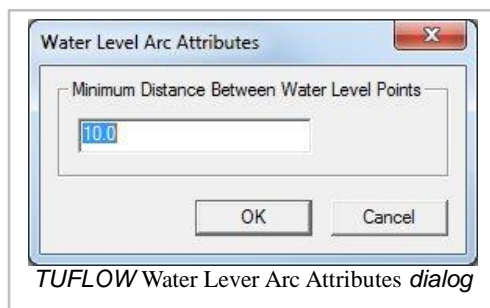 Water Level Arc Attributes
Minimum Distance Between Water Level Points
10.0
OK
Cancel
TUFLOW Water Lever Arc Attributes dialog